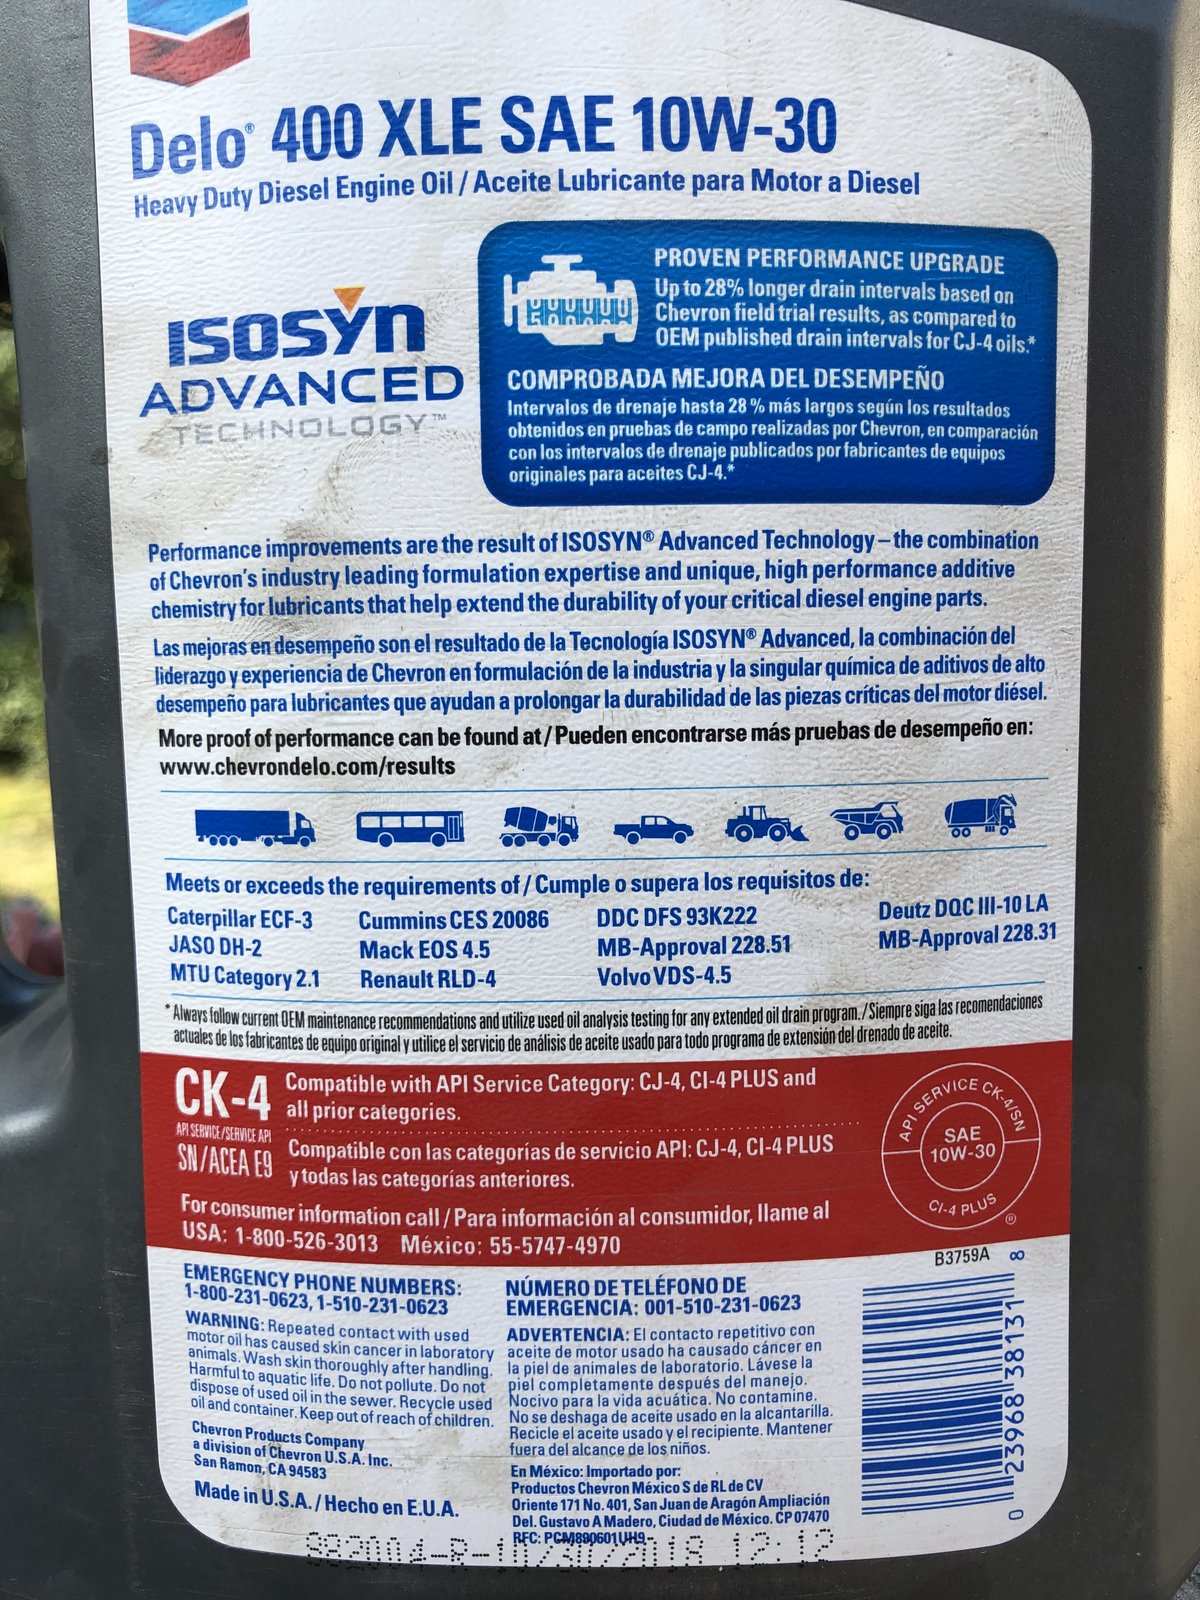 Delo® 400 XLE SAE 10W-30
Heavy Duty Diesel Engine Oil / Aceite Lubricante para Motor a Diesel
ISOSYN
ADVANCED
TECHNOLOGY™
PROVEN PERFORMANCE UPGRADE
Up to 28% longer drain intervals based on
Chevron field trial results, as compared to
OEM published drain intervals for CJ-4 oils.*
COMPROBADA MEJORA DEL DESEMPEÑO
Intervalos de drenaje hasta 28 % más largos según los resultados
obtenidos en pruebas de campo realizadas por Chevron, en comparación
con los intervalos de drenaje publicados por fabricantes de equipos
originales para aceites CJ-4.*
Performance improvements are the result of ISOSYN® Advanced Technology – the combination
of Chevron's industry leading formulation expertise and unique, high performance additive
chemistry for lubricants that help extend the durability of your critical diesel engine parts.
Las mejoras en desempeño son el resultado de la Tecnología ISOSYN® Advanced, la combinación del
liderazgo y experiencia de Chevron en formulación de la industria y la singular química de aditivos de alto
desempeño para lubricantes que ayudan a prolongar la durabilidad de las piezas críticas del motor diésel.
More proof of performance can be found at / Pueden encontrarse más pruebas de desempeño en:
www.chevrondelo.com/results
Meets or exceeds the requirements of / Cumple o supera los requisitos de:
Caterpillar ECF-3 Cummins CES 20086 DDC DFS 93K222 Deutz DQC III-10 LA
JASO DH-2 Mack EOS 4.5 MB-Approval 228.51 MB-Approval 228.31
MTU Category 2.1 Renault RLD-4 Volvo VDS-4.5
* Always follow current OEM maintenance recommendations and utilize used oil analysis testing for any extended oil drain program. / Siempre siga las recomendaciones
actuales de los fabricantes de equipo original y utilice el servicio de análisis de aceite usado para todo programa de extensión del drenado de aceite.
CK-4
API SERVICE/SERVICE API
SN/ACEA E9
Compatible with API Service Category: CJ-4, CI-4 PLUS and
all prior categories.
Compatible con las categorías de servicio API: CJ-4, CI-4 PLUS
y todas las categorías anteriores.
API SERVICE CK-4/SN
SAE
10W-30
CI-4 PLUS
®
For consumer information call / Para información al consumidor, llame al
USA: 1-800-526-3013 México: 55-5747-4970
EMERGENCY PHONE NUMBERS:
1-800-231-0623, 1-510-231-0623
WARNING: Repeated contact with used
motor oil has caused skin cancer in laboratory
animals. Wash skin thoroughly after handling.
Harmful to aquatic life. Do not pollute. Do not
dispose of used oil in the sewer. Recycle used
oil and container. Keep out of reach of children.
Chevron Products Company
a division of Chevron U.S.A. Inc.
San Ramon, CA 94583
Made in U.S.A. / Hecho en E.U.A.
NÚMERO DE TELÉFONO DE
EMERGENCIA: 001-510-231-0623
ADVERTENCIA: El contacto repetitivo con
aceite de motor usado ha causado cáncer en
la piel de animales de laboratorio. Lávese la
piel completamente después del manejo.
Nocivo para la vida acuática. No contamine.
No se deshaga de aceite usado en la alcantarilla.
Recicle el aceite usado y el recipiente. Mantener
fuera del alcance de los niños.
En México: Importado por:
Productos Chevron México S de RL de CV
Oriente 171 No. 401, San Juan de Aragón Ampliación
Del. Gustavo A Madero, Ciudad de México. CP 07470
RFC: PCM890601UH9
B3759A
0 23968 38131 8
982004-R-10/30/2018 12:12